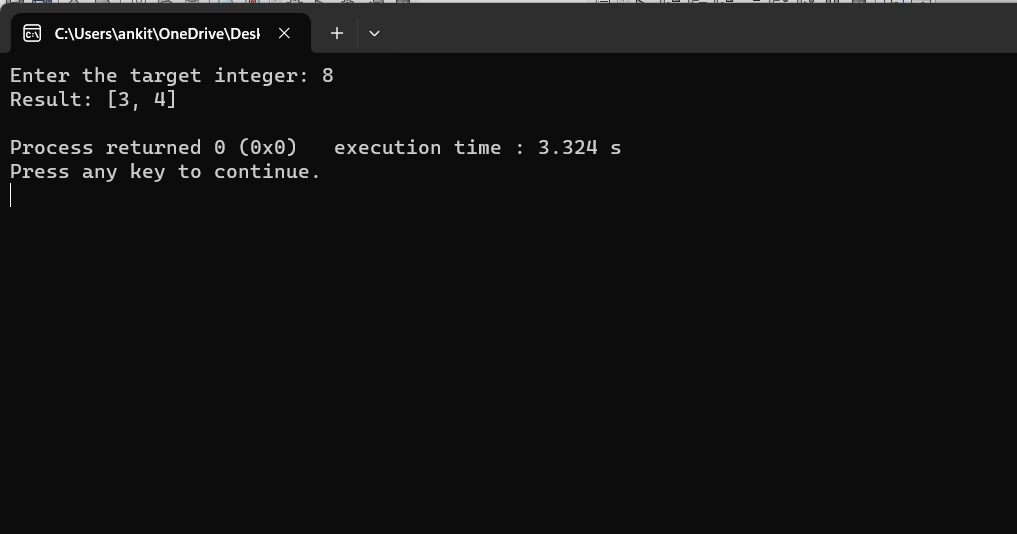 C:\Users\ankit\OneDrive\Desk
Enter the target integer: 8
Result: [3, 4]
Process returned 0 (0x0)   execution time : 3.324 s
Press any key to continue.